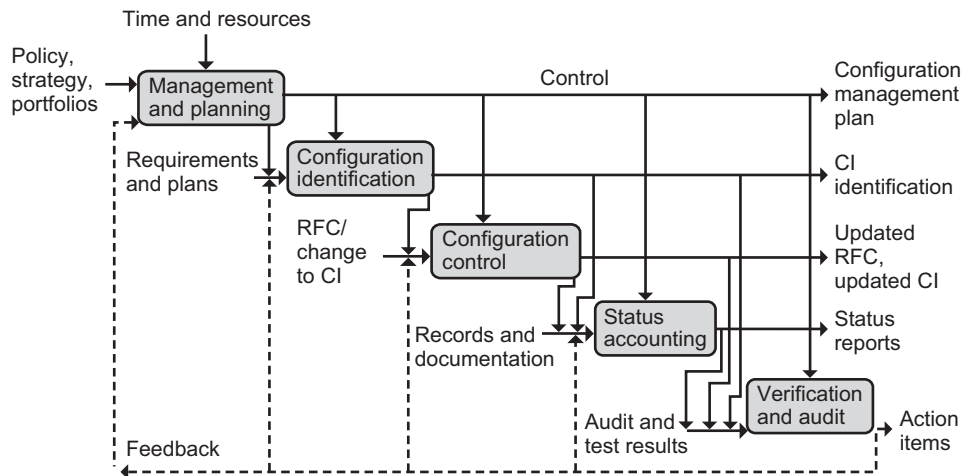 Time and resources
Policy,
strategy,
portfolios
Management
and planning
Control
Configuration
management
plan
Requirements
and plans
Configuration
identification
CI
identification
RFC/
change
to CI
Configuration
control
Updated
RFC,
updated CI
Records and
documentation
Status
accounting
Status
reports
Audit and
test results
Verification
and audit
Action
items
Feedback